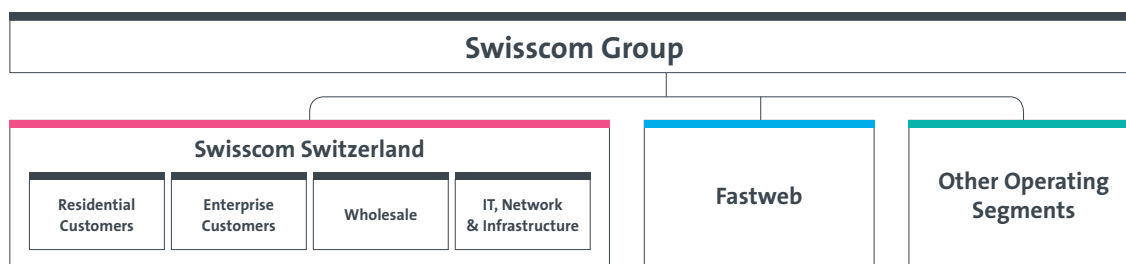 Swisscom Group
Swisscom Switzerland
Residential
Customers
Enterprise
Customers
Wholesale
IT, Network
& Infrastructure
Fastweb
Other Operating
Segments